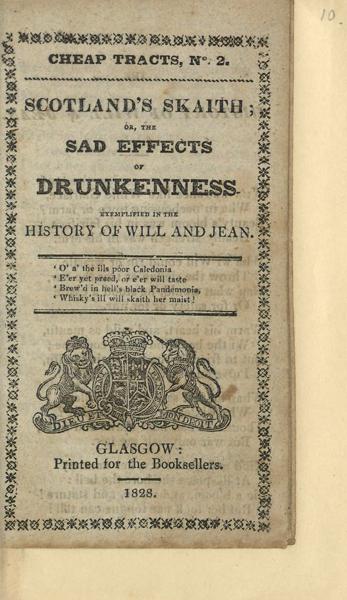 10.
CHEAP TRACTS, No. 2.
SCOTLAND'S SKAITH;
OR, THE
SAD EFFECTS
OF
DRUNKENNESS
EXEMPLIFIED IN THE
HISTORY OF WILL AND JEAN.
‘ O' a' the ills poor Caledonia
‘ E'er yet preed, or e'er will taste
‘ Brew'd in hell's black Pandemonia,
‘ Whisky's ill will skaith her maist!
DIEU ET MON DROIT
GLASGOW:
Printed for the Booksellers.
1828.